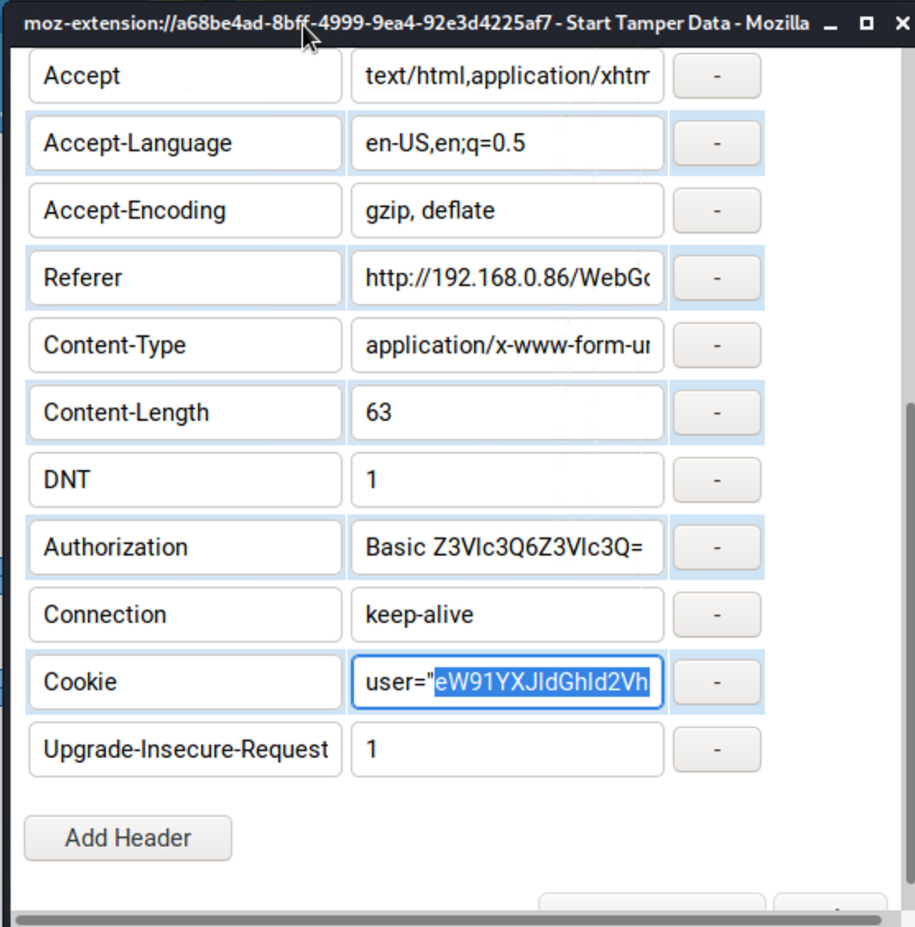 moz-extension://a68be4ad-8bff-4999-9ea4-92e3d4225af7 - Start Tamper Data - Mozilla
Accept text/html,application/xhtm -
Accept-Language en-US,en;q=0.5 -
Accept-Encoding gzip, deflate -
Referer http://192.168.0.86/WebGo -
Content-Type application/x-www-form-ur -
Content-Length 63 -
DNT 1 -
Authorization Basic Z3Vlc3Q6Z3Vlc3Q= -
Connection keep-alive -
Cookie user="eW91YXJldGhld2Vh -
Upgrade-Insecure-Request 1 -
Add Header